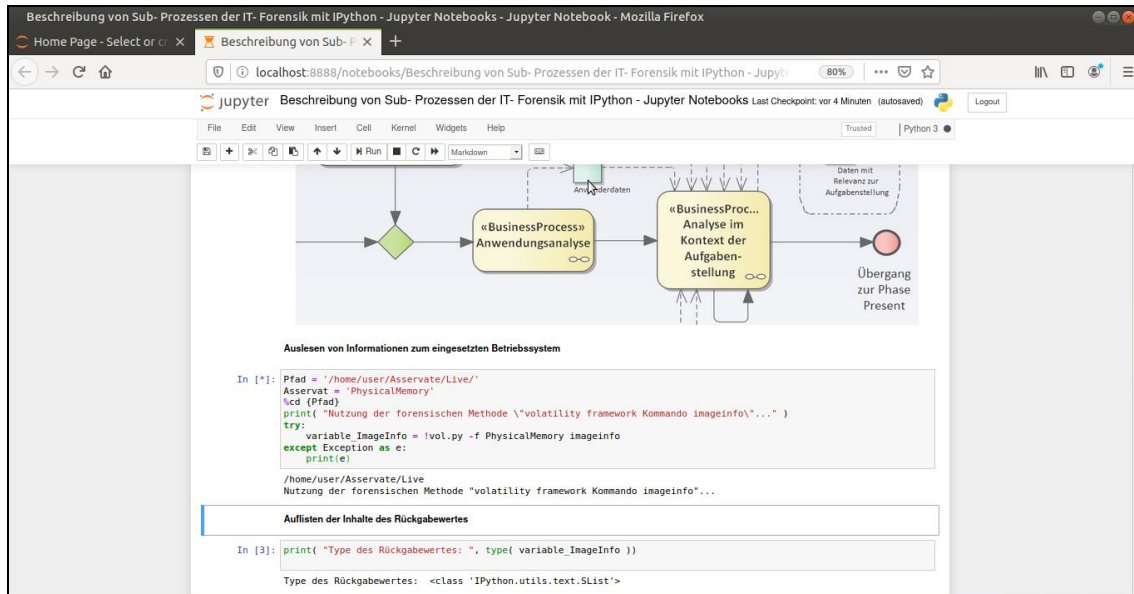 Beschreibung von Sub- Prozessen der IT- Forensik mit IPython - Jupyter Notebooks - Jupyter Notebook - Mozilla Firefox
Home Page - Select or cr
Beschreibung von Sub- P
localhost:8888/notebooks/Beschreibung von Sub- Prozessen der IT- Forensik mit IPython - Jupyt
80%
jupyter Beschreibung von Sub- Prozessen der IT- Forensik mit IPython - Jupyter Notebooks Last Checkpoint: vor 4 Minuten (autosaved)
Logout
File Edit View Insert Cell Kernel Widgets Help
Trusted
Python 3
Run
Markdown
Daten mit
Relevanz zur
Aufgabenstellung
«BusinessProcess»
Anwendungsanalyse
«BusinessProc...
Analyse im
Kontext der
Aufgaben-
stellung
Übergang
zur Phase
Present
Auslesen von Informationen zum eingesetzten Betriebssystem
In [*]: Pfad = '/home/user/Asservate/Live/'
Asservat = 'PhysicalMemory'
%cd {Pfad}
print( "Nutzung der forensischen Methode \"volatility framework Kommando imageinfo\"..." )
try:
    variable_ImageInfo = !vol.py -f PhysicalMemory imageinfo
except Exception as e:
    print(e)
/home/user/Asservate/Live
Nutzung der forensischen Methode "volatility framework Kommando imageinfo"...
Auflisten der Inhalte des Rückgabewertes
In [3]: print( "Type des Rückgabewertes: ", type( variable_ImageInfo ))
Type des Rückgabewertes:  <class 'IPython.utils.text.SList'>